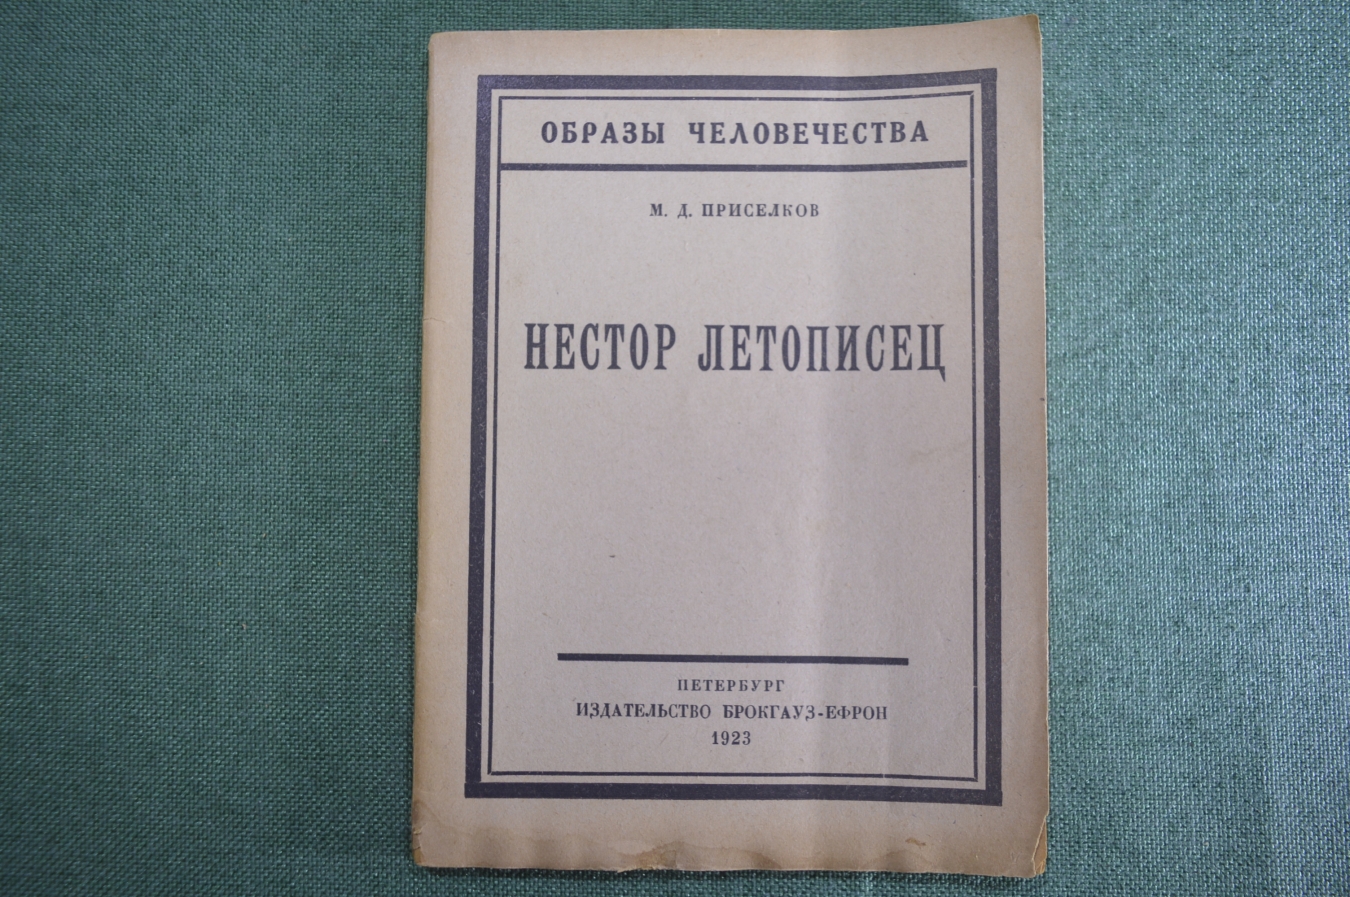 ОБРАЗЫ ЧЕЛОВЕЧЕСТВА
М. Д. ПРИСЕЛКОВ
НЕСТОР ЛЕТОПИСЕЦ
ПЕТЕРБУРГ
ИЗДАТЕЛЬСТВО БРОКГАУЗ-ЕФРОН
1923